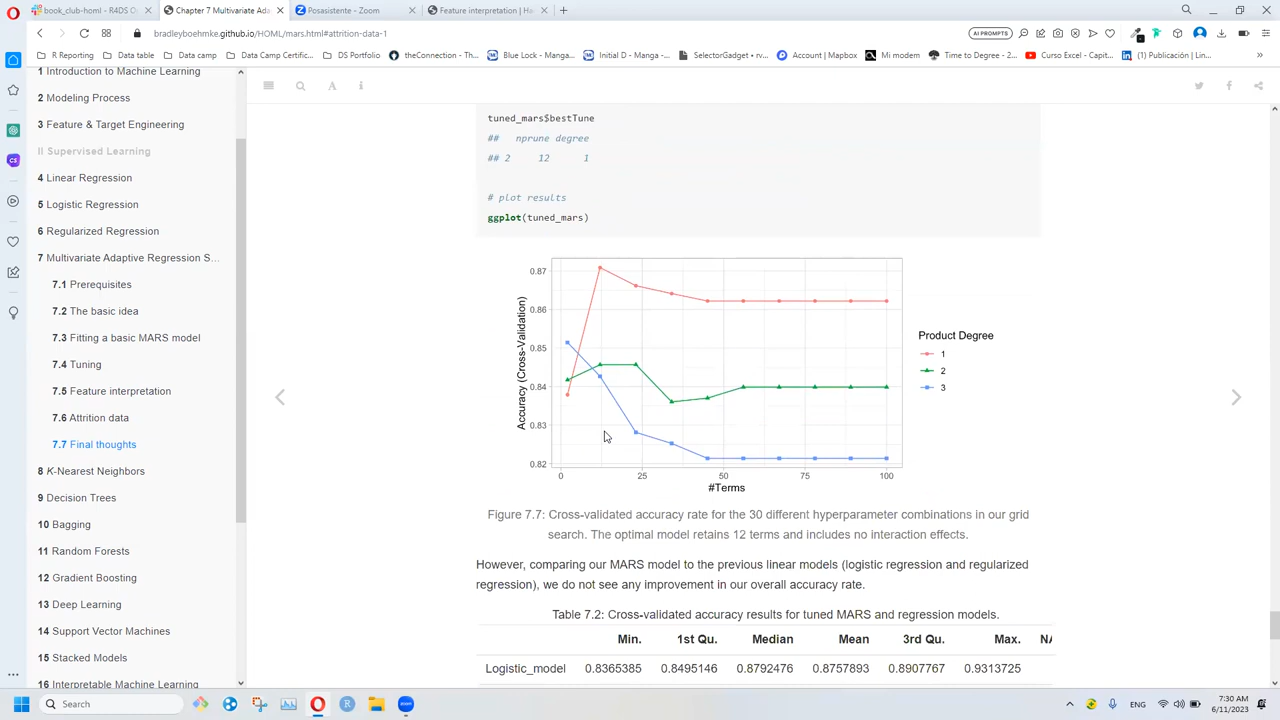 book_club-homl - R4DS O
Chapter 7 Multivariate Ada
Posasistente - Zoom
Feature interpretation | H
bradleyboehmke.github.io/HOML/mars.html#attrition-data-1
AI PROMPTS
R Reporting
Data table
Data camp
Data Camp Certific...
DS Portfolio
theConnection - Th...
Blue Lock - Manga...
Initial D - Manga -...
SelectorGadget • rv...
Account | Mapbox
Mi modem
Time to Degree - 2...
Curso Excel - Capit...
(1) Publicación | Lin...
1 Introduction to Machine Learning
2 Modeling Process
3 Feature & Target Engineering
II Supervised Learning
4 Linear Regression
5 Logistic Regression
6 Regularized Regression
7 Multivariate Adaptive Regression S...
7.1 Prerequisites
7.2 The basic idea
7.3 Fitting a basic MARS model
7.4 Tuning
7.5 Feature interpretation
7.6 Attrition data
7.7 Final thoughts
8 K-Nearest Neighbors
9 Decision Trees
10 Bagging
11 Random Forests
12 Gradient Boosting
13 Deep Learning
14 Support Vector Machines
15 Stacked Models
16 Interpretable Machine Learning
tuned_mars$bestTune
## nprune degree
## 2 12 1
# plot results
ggplot(tuned_mars)
Accuracy (Cross-Validation)
0.87
0.86
0.85
0.84
0.83
0.82
0 25 50 75 100
#Terms
Product Degree
1
2
3
Figure 7.7: Cross-validated accuracy rate for the 30 different hyperparameter combinations in our grid
search. The optimal model retains 12 terms and includes no interaction effects.
However, comparing our MARS model to the previous linear models (logistic regression and regularized
regression), we do not see any improvement in our overall accuracy rate.
Table 7.2: Cross-validated accuracy results for tuned MARS and regression models.
Min. 1st Qu. Median Mean 3rd Qu. Max.
Logistic_model 0.8365385 0.8495146 0.8792476 0.8757893 0.8907767 0.9313725
Search
ENG
7:30 AM
6/11/2023